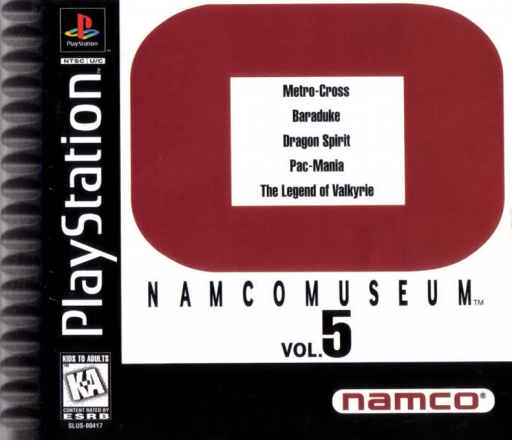 PlayStation
NTSC U/C
PlayStation
Metro-Cross
Baraduke
Dragon Spirit
Pac-Mania
The Legend of Valkyrie
NAMCOMUSEUM™
VOL.5
KIDS TO ADULTS
K-A
CONTENT RATED BY
ESRB
SLUS-00417
namco®